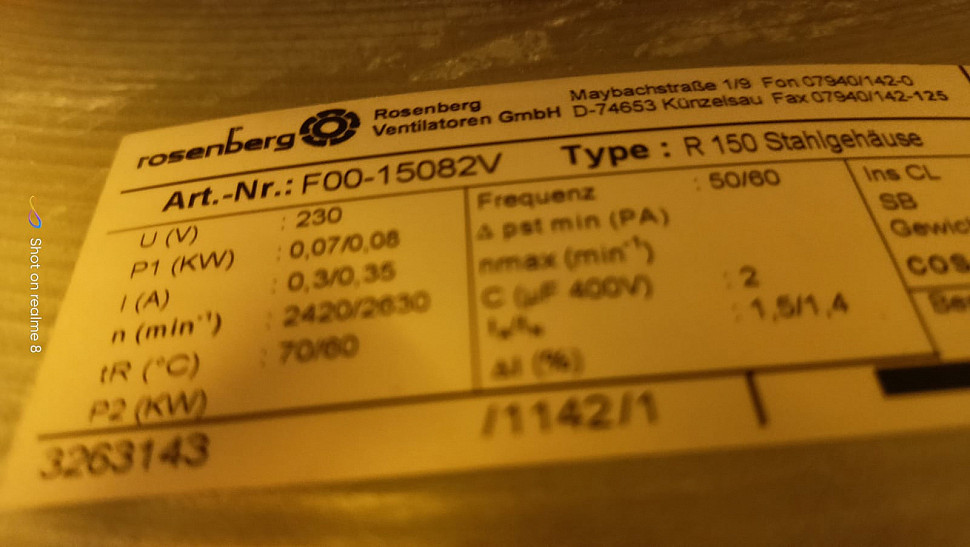 rosenberg
Rosenberg
Ventilatoren GmbH
Maybachstraße 1/9 Fon 07940/142-0
D-74653 Künzelsau Fax 07940/142-125
Art.-Nr.: F00-15082V
Type : R 150 Stahlgehäuse
U (V) : 230
P1 (KW) : 0,07/0,08
I (A) : 0,3/0,35
n (min⁻¹) : 2420/2630
tR (°C) : 70/60
P2 (KW)
Frequenz : 50/60
Δ pst min (PA)
nmax (min⁻¹)
C (µF 400V) : 2
: 1,5/1,4
ΔI (%)
Ins CL
SB
3263143
/1142/1
Shot on realme 8